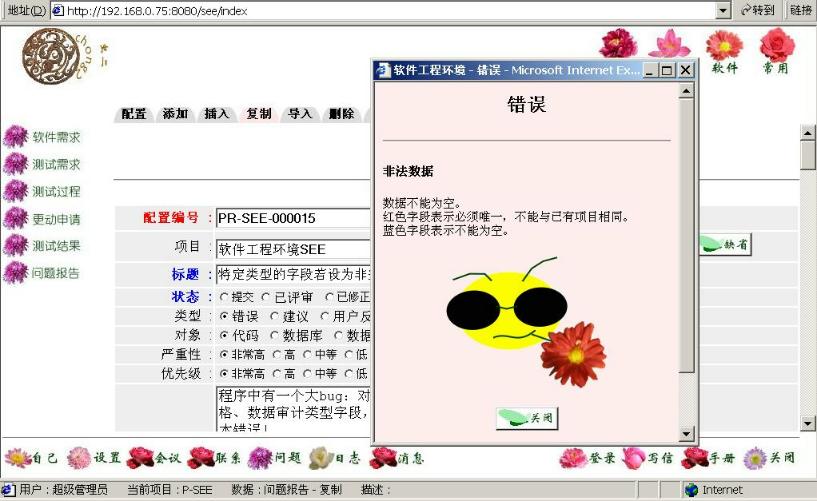 地址(D) http://192.168.0.75:8080/see/index 转到 链接
软件 常用
配置 添加 插入 复制 导入 删除
软件需求
测试需求
测试过程
更动申请
测试结果
问题报告
配置编号 : PR-SEE-000015
项目 : 软件工程环境SEE
缺省
标题 : 特定类型的字段若设为非
状态 : 提交 已评审 已修正
类型 : 错误 建议 用户反
对象 : 代码 数据库 数据
严重性 : 非常高 高 中等 低
优先级 : 非常高 高 中等 低
程序中有一个大bug：对
格、数据审计类型字段，
本错误！
软件工程环境 - 错误 - Microsoft Internet Ex...
错误
非法数据
数据不能为空。
红色字段表示必须唯一，不能与已有项目相同。
蓝色字段表示不能为空。
关闭
自己 设置 会议 联系 问题 日志 消息 登录 写信 手册 关闭
用户：超级管理员 当前项目：P-SEE 数据：问题报告 - 复制 描述： Internet